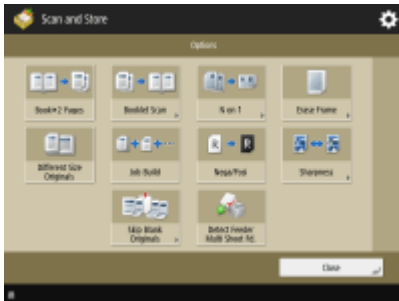 Scan and Store
Options
Book➞2 Pages
Booklet Scan
N on 1
Erase Frame
Different Size
Originals
Job Build
Nega/Posi
Sharpness
Skip Blank
Originals
Detect Feeder
Multi Sheet Fd.
Close